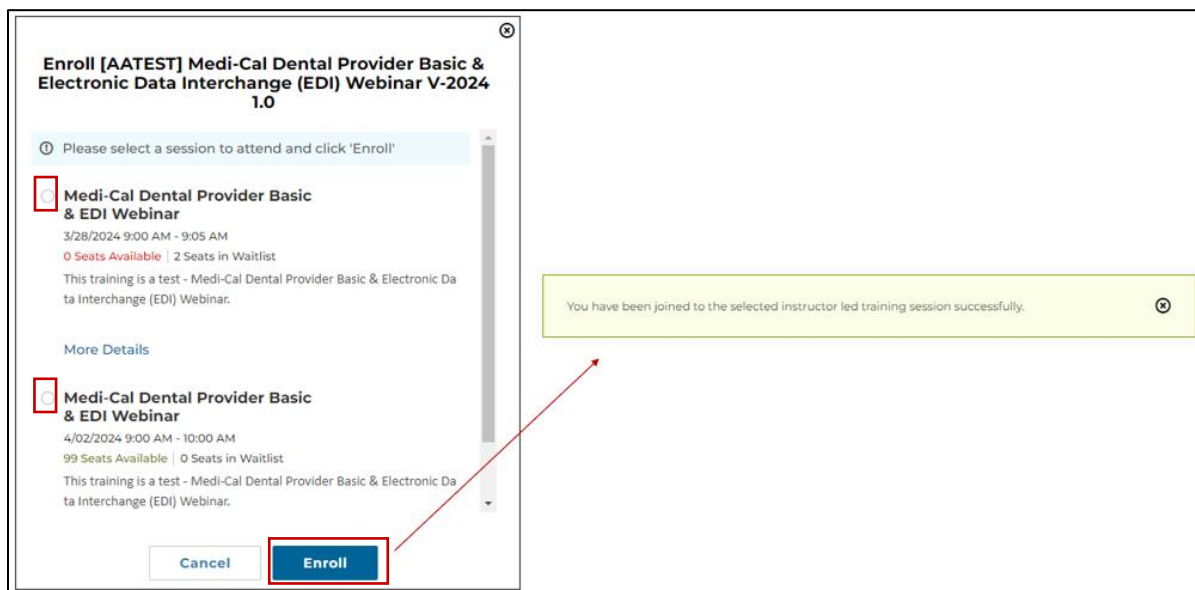 Enroll [AATEST] Medi-Cal Dental Provider Basic &
Electronic Data Interchange (EDI) Webinar V-2024
1.0
Please select a session to attend and click 'Enroll'
Medi-Cal Dental Provider Basic
& EDI Webinar
3/28/2024 9:00 AM - 9:05 AM
0 Seats Available | 2 Seats in Waitlist
This training is a test - Medi-Cal Dental Provider Basic & Electronic Da
ta Interchange (EDI) Webinar.
More Details
Medi-Cal Dental Provider Basic
& EDI Webinar
4/02/2024 9:00 AM - 10:00 AM
99 Seats Available | 0 Seats in Waitlist
This training is a test - Medi-Cal Dental Provider Basic & Electronic Da
ta Interchange (EDI) Webinar.
Cancel Enroll
You have been joined to the selected instructor led training session successfully.